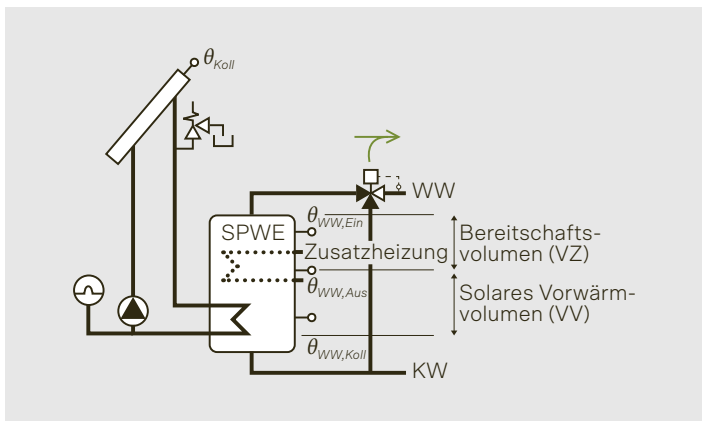 θKoll
WW
θWW,Ein
SPWE
Zusatzheizung
Bereitschafts-
volumen (VZ)
θWW,Aus
Solares Vorwärm-
volumen (VV)
θWW,Koll
KW